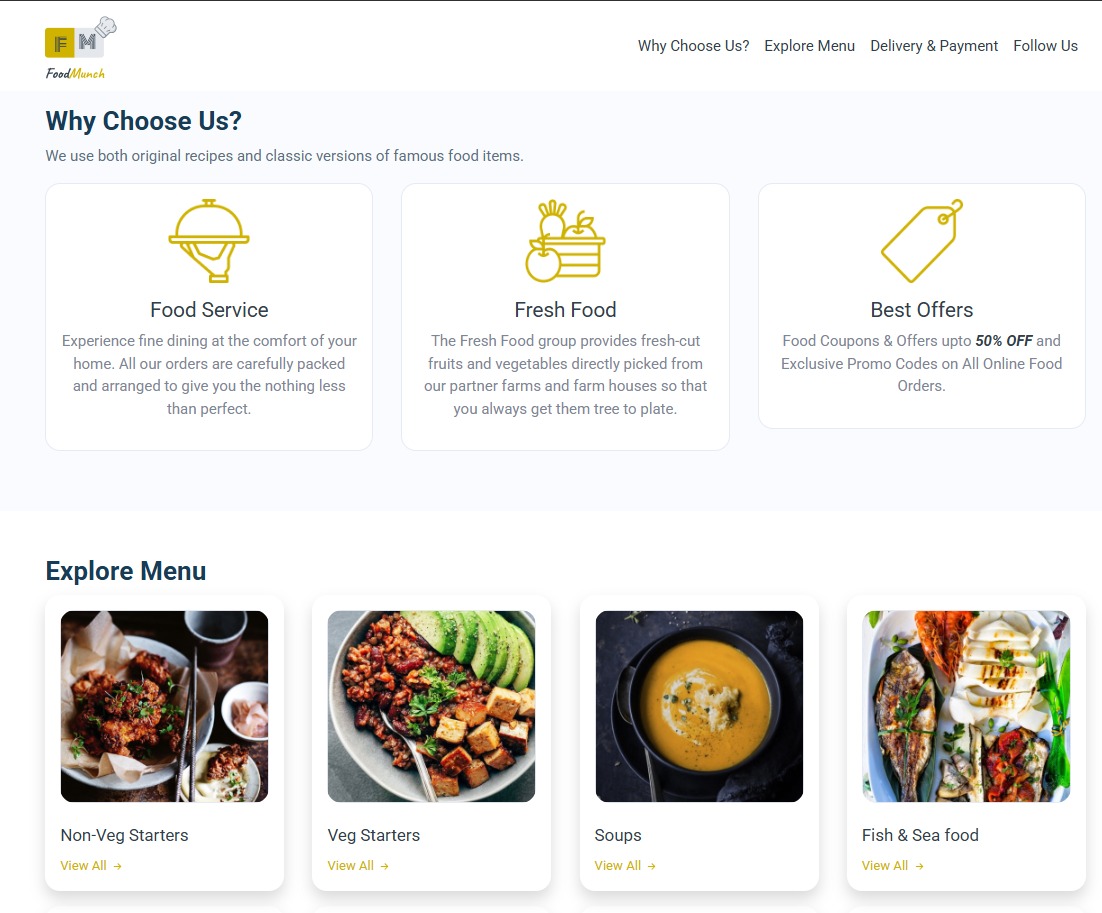 F M
FoodMunch
Why Choose Us? Explore Menu Delivery & Payment Follow Us
Why Choose Us?
We use both original recipes and classic versions of famous food items.
Food Service
Experience fine dining at the comfort of your
home. All our orders are carefully packed
and arranged to give you the nothing less
than perfect.
Fresh Food
The Fresh Food group provides fresh-cut
fruits and vegetables directly picked from
our partner farms and farm houses so that
you always get them tree to plate.
Best Offers
Food Coupons & Offers upto 50% OFF and
Exclusive Promo Codes on All Online Food
Orders.
Explore Menu
Non-Veg Starters
View All →
Veg Starters
View All →
Soups
View All →
Fish & Sea food
View All →